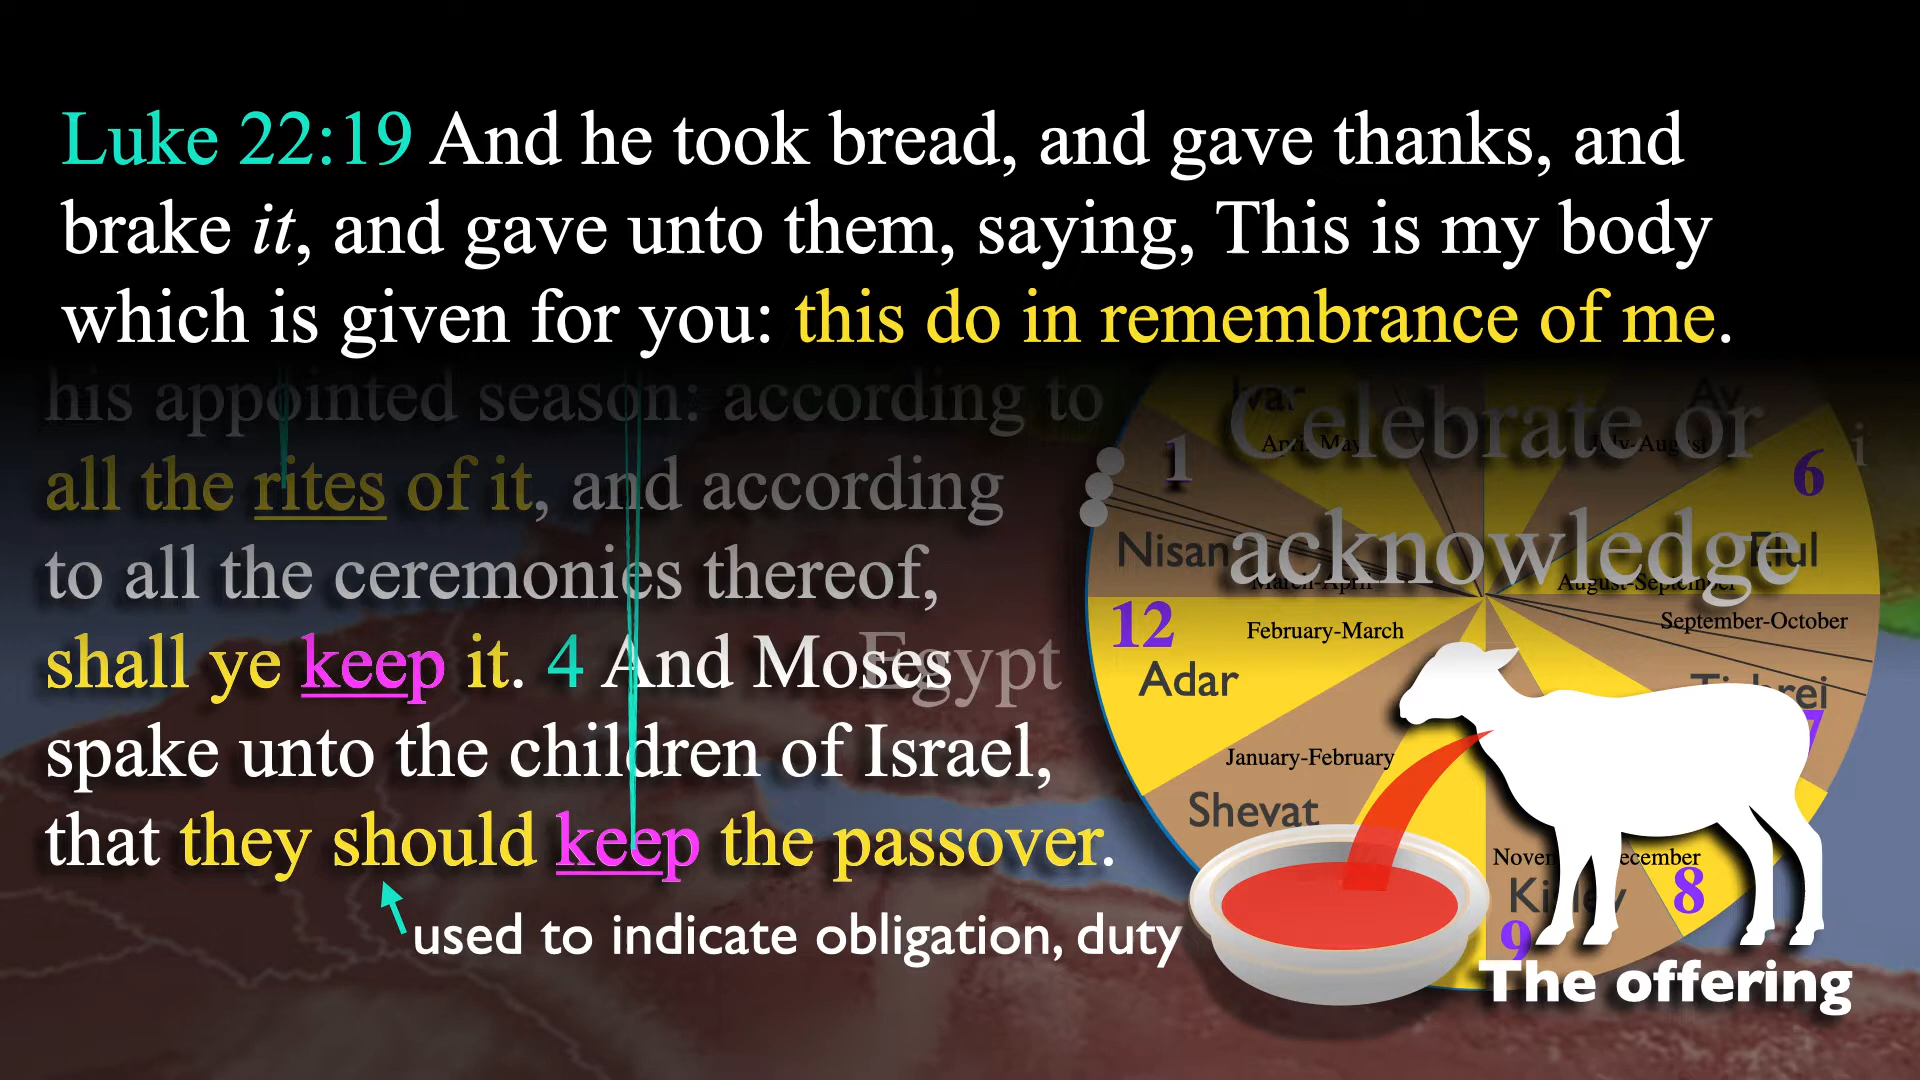 Luke 22:19 And he took bread, and gave thanks, and
brake it, and gave unto them, saying, This is my body
which is given for you: this do in remembrance of me.
his appointed season: according to
all the rites of it, and according
to all the ceremonies thereof,
shall ye keep it. 4 And Moses
spake unto the children of Israel,
that they should keep the passover.
used to indicate obligation, duty
Egypt
Celebrate or
acknowledge
Iyar
April-May
Av
July-August
1
6
Nisan
March-April
Elul
August-September
12
Adar
February-March
September-October
Tishrei
7
January-February
Shevat
8
9
The offering